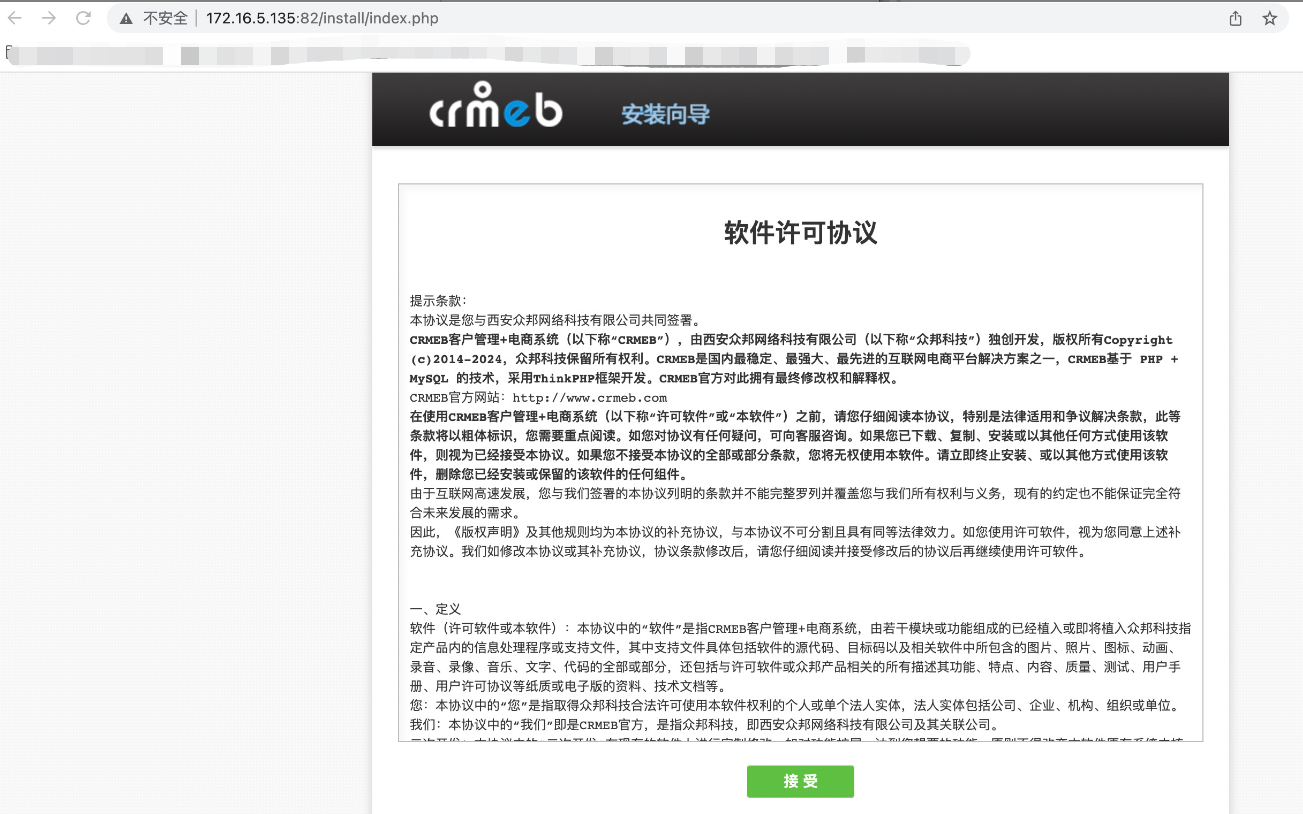 不安全 172.16.5.135:82/install/index.php
crmeb 安装向导
软件许可协议
提示条款：
本协议是您与西安众邦网络科技有限公司共同签署。
CRMEB客户管理+电商系统（以下称“CRMEB”），由西安众邦网络科技有限公司（以下称“众邦科技”）独创开发，版权所有Copyright
(c)2014-2024，众邦科技保留所有权利。CRMEB是国内最稳定、最强大、最先进的互联网电商平台解决方案之一，CRMEB基于 PHP +
MySQL 的技术，采用ThinkPHP框架开发。CRMEB官方对此拥有最终修改权和解释权。
CRMEB官方网站：http://www.crmeb.com
在使用CRMEB客户管理+电商系统（以下称“许可软件”或“本软件”）之前，请您仔细阅读本协议，特别是法律适用和争议解决条款，此等
条款将以粗体标识，您需要重点阅读。如您对协议有任何疑问，可向客服咨询。如果您已下载、复制、安装或以其他任何方式使用该软
件，则视为已经接受本协议。如果您不接受本协议的全部或部分条款，您将无权使用本软件。请立即终止安装、或以其他方式使用该软
件，删除您已经安装或保留的该软件的任何组件。
由于互联网高速发展，您与我们签署的本协议列明的条款并不能完整罗列并覆盖您与我们所有权利与义务，现有的约定也不能保证完全符
合未来发展的需求。
因此，《版权声明》及其他规则均为本协议的补充协议，与本协议不可分割且具有同等法律效力。如您使用许可软件，视为您同意上述补
充协议。我们如修改本协议或其补充协议，协议条款修改后，请您仔细阅读并接受修改后的协议后再继续使用许可软件。
一、定义
软件（许可软件或本软件）：本协议中的“软件”是指CRMEB客户管理+电商系统，由若干模块或功能组成的已经植入或即将植入众邦科技指
定产品内的信息处理程序或支持文件，其中支持文件具体包括软件的源代码、目标码以及相关软件中所包含的图片、照片、图标、动画、
录音、录像、音乐、文字、代码的全部或部分，还包括与许可软件或众邦产品相关的所有描述其功能、特点、内容、质量、测试、用户手
册、用户许可协议等纸质或电子版的资料、技术文档等。
您：本协议中的“您”是指取得众邦科技合法许可使用本软件权利的个人或单个法人实体，法人实体包括公司、企业、机构、组织或单位。
我们：本协议中的“我们”即是CRMEB官方，是指众邦科技，即西安众邦网络科技有限公司及其关联公司。
接 受